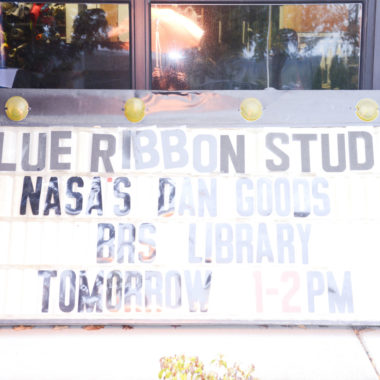 LUE RIBBON STUD
NASA'S DAN GOODS
BRS LIBRARY
TOMORROW 1-2PM